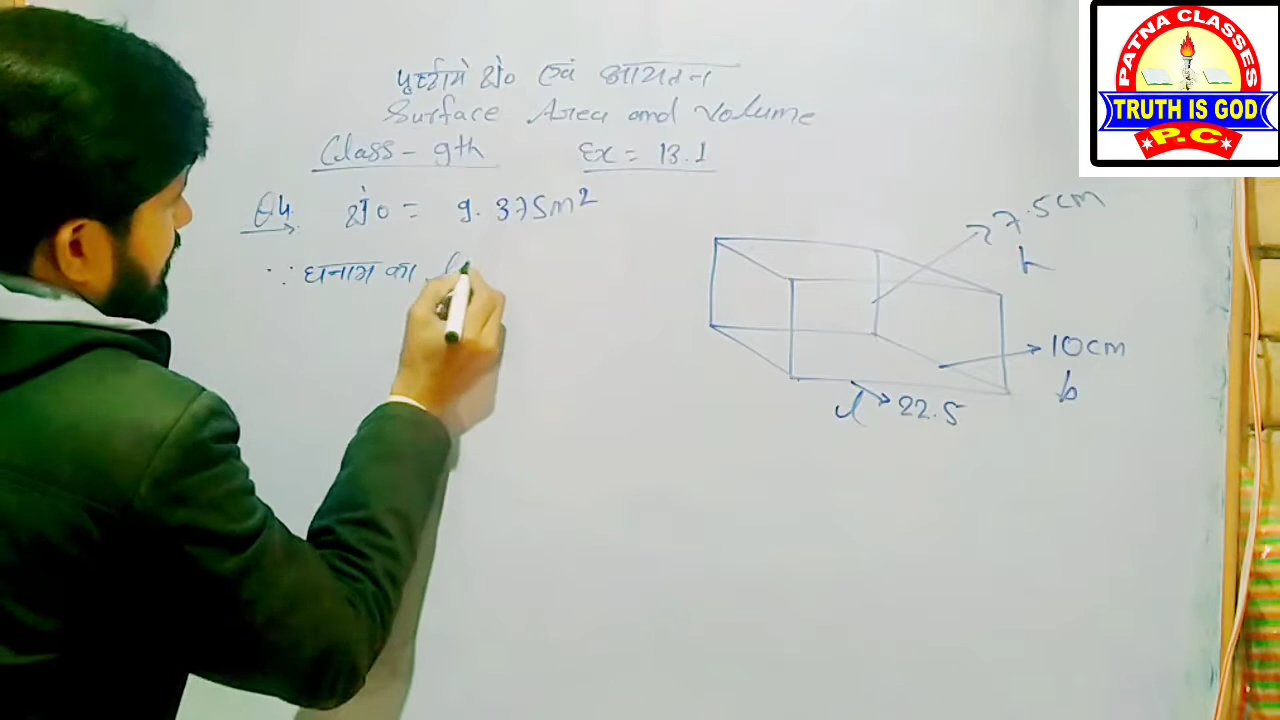 PATNA CLASSES
TRUTH IS GOD
P.C
पृष्ठीय क्षे० एवं आयतन
Surface Area and Volume
Class - 9th Ex = 13.1
Q4. क्षे० = 9.375m²
∵ घनाभ का
7.5cm
h
10cm
b
l 22.5